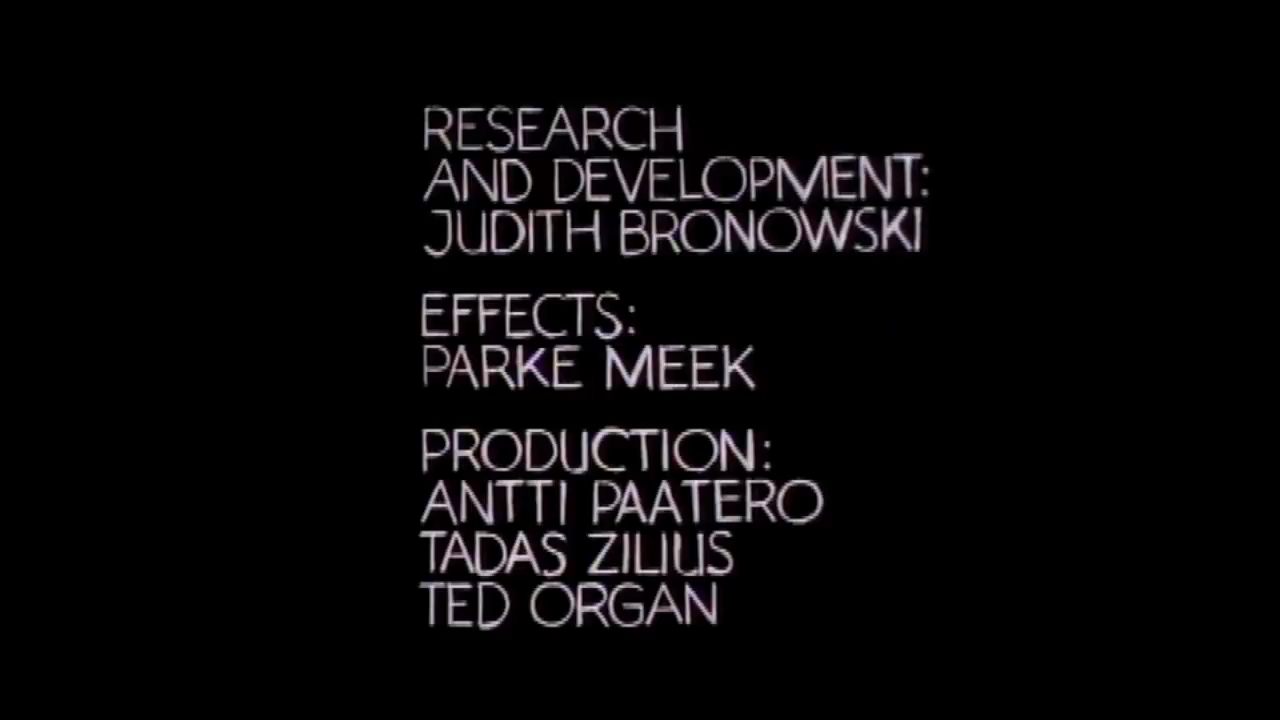 RESEARCH
AND DEVELOPMENT:
JUDITH BRONOWSKI
EFFECTS:
PARKE MEEK
PRODUCTION:
ANTTI PAATERO
TADAS ZILIUS
TED ORGAN